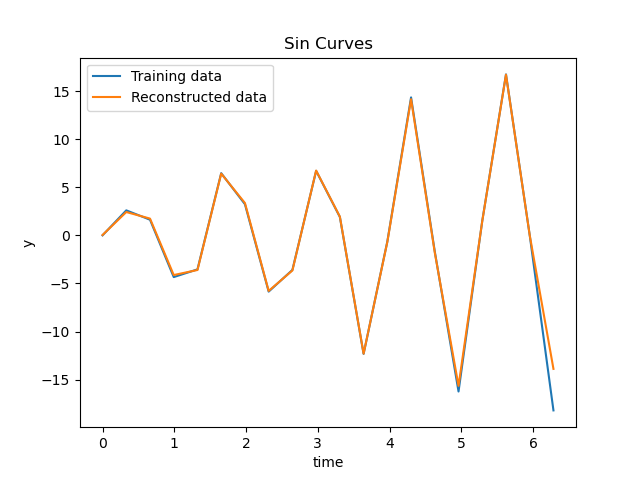 Sin Curves
Training data
Reconstructed data
15
10
5
0
−5
−10
−15
y
0 1 2 3 4 5 6
time